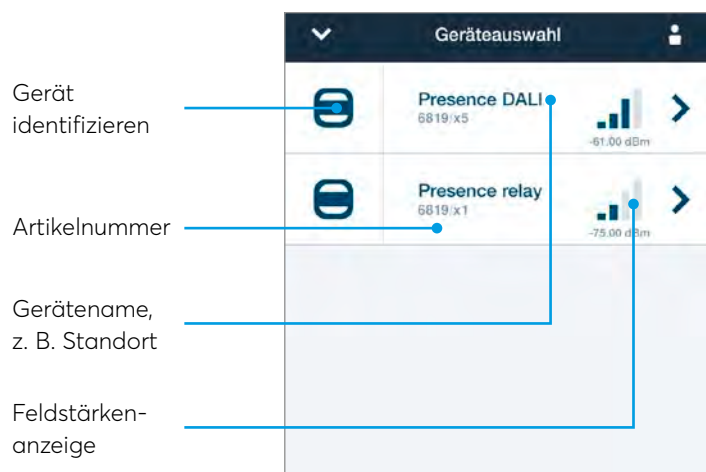 Geräteauswahl
Gerät
identifizieren
Presence DALI
6819/x5
-61.00 dBm
Artikelnummer
Presence relay
6819/x1
-75.00 dBm
Gerätename,
z. B. Standort
Feldstärken-
anzeige